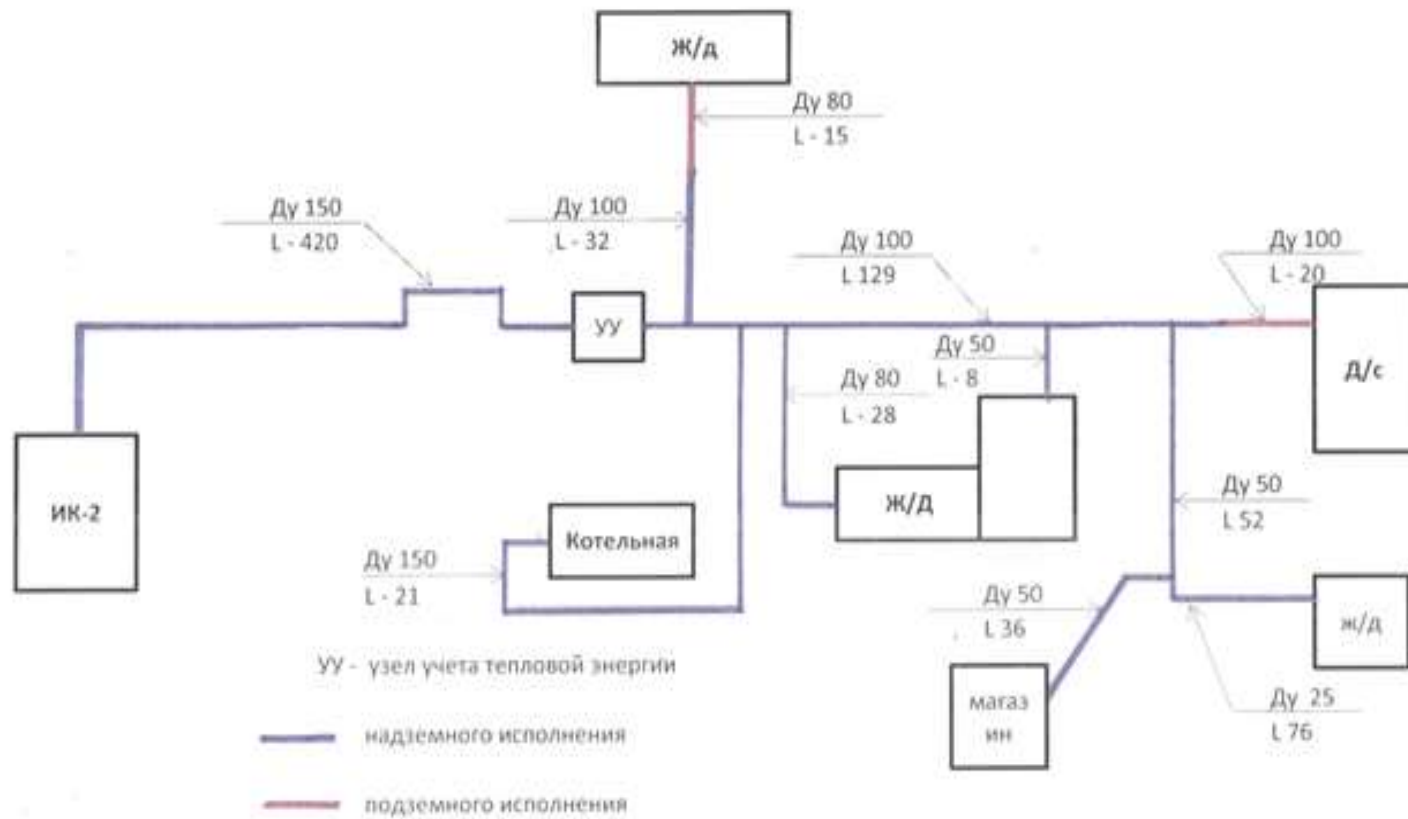 Ж/д
Ду 80
L - 15
Ду 150
L - 420
Ду 100
L - 32
Ду 100
L 129
Ду 100
L - 20
УУ
Ду 50
L - 8
Д/с
Ду 80
L - 28
ИК-2
Ж/Д
Ду 50
L 52
Котельная
Ду 150
L - 21
Ду 50
L 36
ж/д
УУ - узел учета тепловой энергии
магаз
ин
Ду 25
L 76
надземного исполнения
подземного исполнения